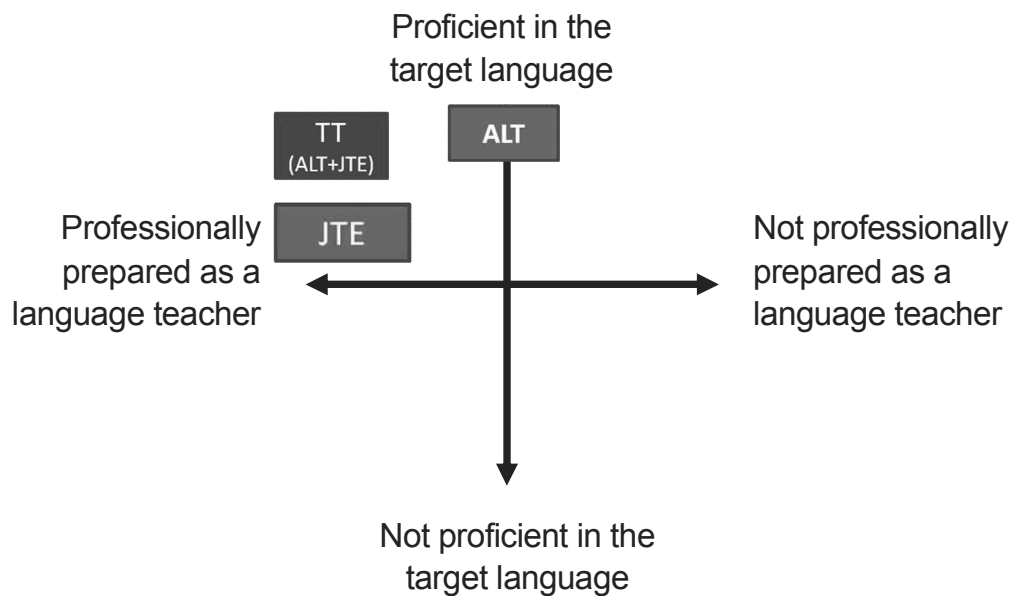 Proficient in the
target language
TT
(ALT+JTE)
ALT
JTE
Professionally
prepared as a
language teacher
Not professionally
prepared as a
language teacher
Not proficient in the
target language